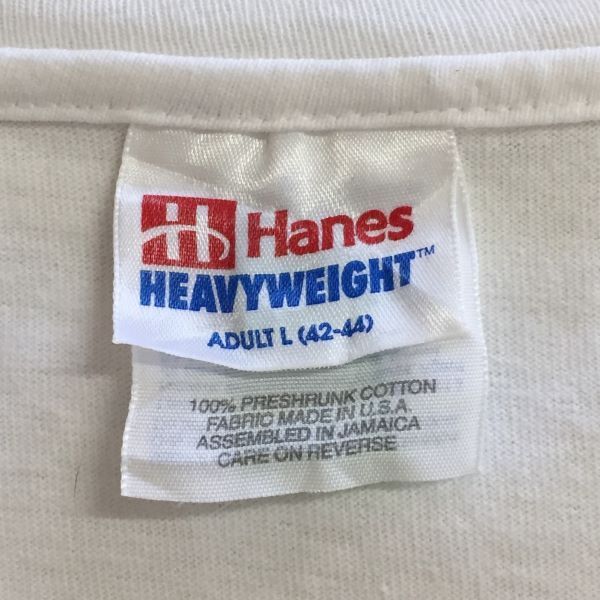 H Hanes
HEAVYWEIGHT™
ADULT L (42-44)
100% PRESHRUNK COTTON
FABRIC MADE IN U.S.A.
ASSEMBLED IN JAMAICA
CARE ON REVERSE